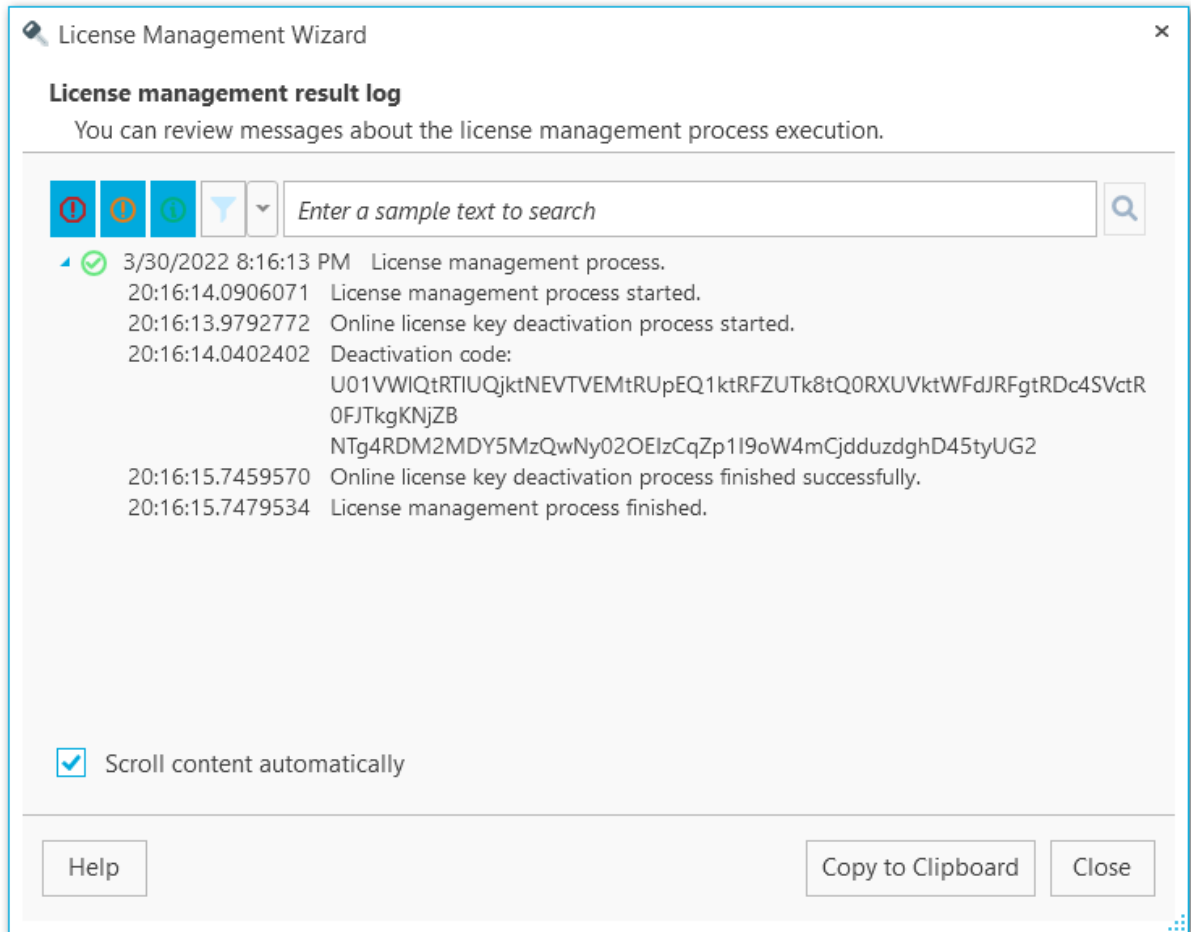 License Management Wizard
License management result log
You can review messages about the license management process execution.
Enter a sample text to search
3/30/2022 8:16:13 PM License management process.
20:16:14.0906071 License management process started.
20:16:13.9792772 Online license key deactivation process started.
20:16:14.0402402 Deactivation code:
U01VWlQtRTlUQjktNEVTVEMtRUpEQ1ktRFZUTk8tQ0RXUVktWFdJRFgtRDc4SVctR
0FJTkgKNjZB
NTg4RDM2MDY5MzQwNy02OEIzCqZp1I9oW4mCjdduzdghD45tyUG2
20:16:15.7459570 Online license key deactivation process finished successfully.
20:16:15.7479534 License management process finished.
Scroll content automatically
Help
Copy to Clipboard
Close